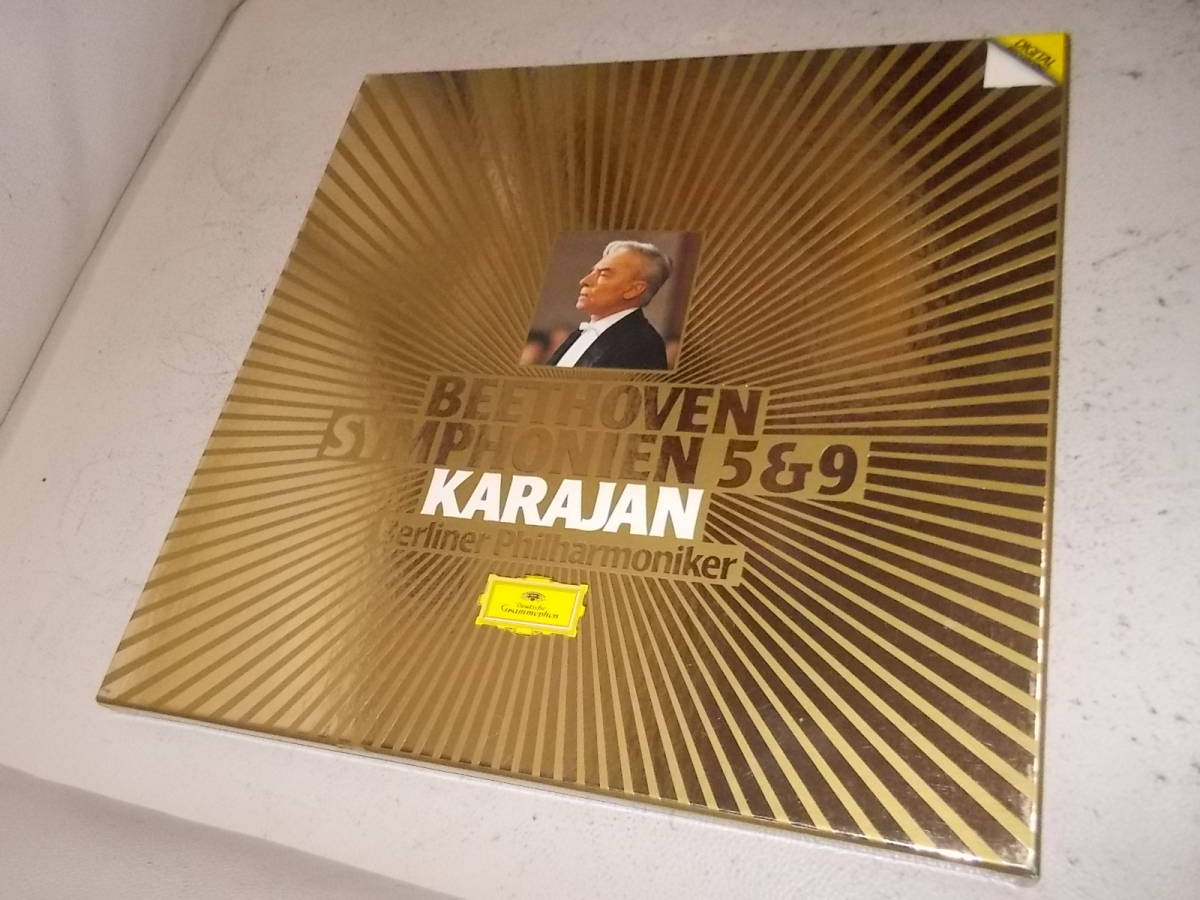 DIGITAL
BEETHOVEN
SYMPHONIEN 5&9
KARAJAN
Berliner Philharmoniker
Deutsche
Grammophon